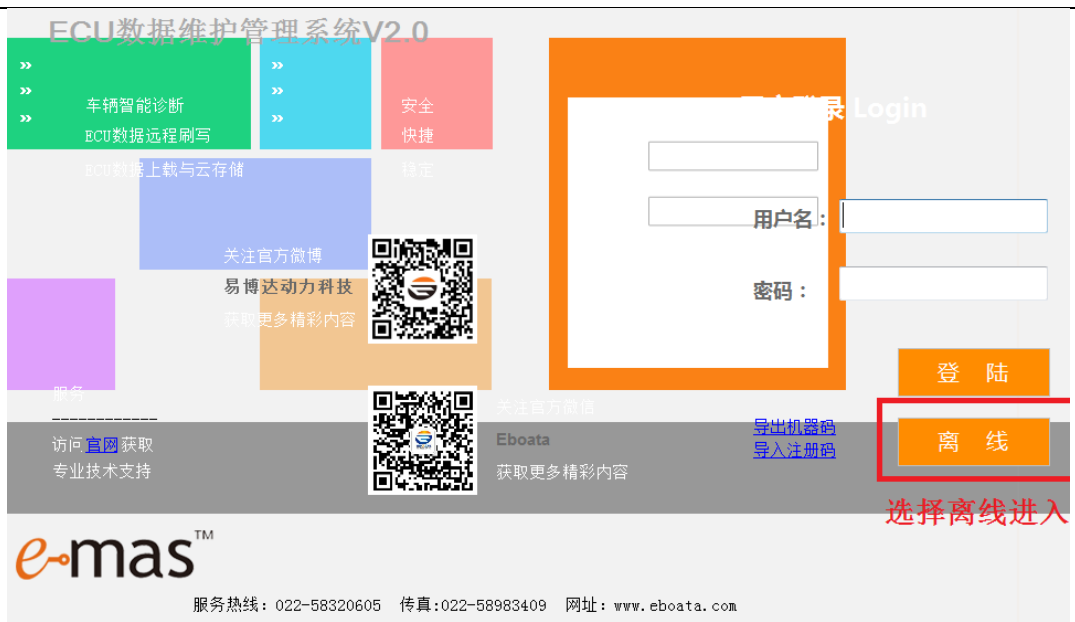 ECU数据维护管理系统V2.0
»
»
»
»
»
»
车辆智能诊断
ECU数据远程刷写
ECU数据上载与云存储
安全
快捷
稳定
用户登录 Login
用户名：
密码：
关注官方微博
易博达动力科技
获取更多精彩内容
登 陆
离 线
选择离线进入
服务
-------------
访问 官网 获取
专业技术支持
关注官方微信
Eboata
获取更多精彩内容
导出机器码
导入注册码
e-mas™
服务热线: 022-58320605 传真:022-58983409 网址: www.eboata.com